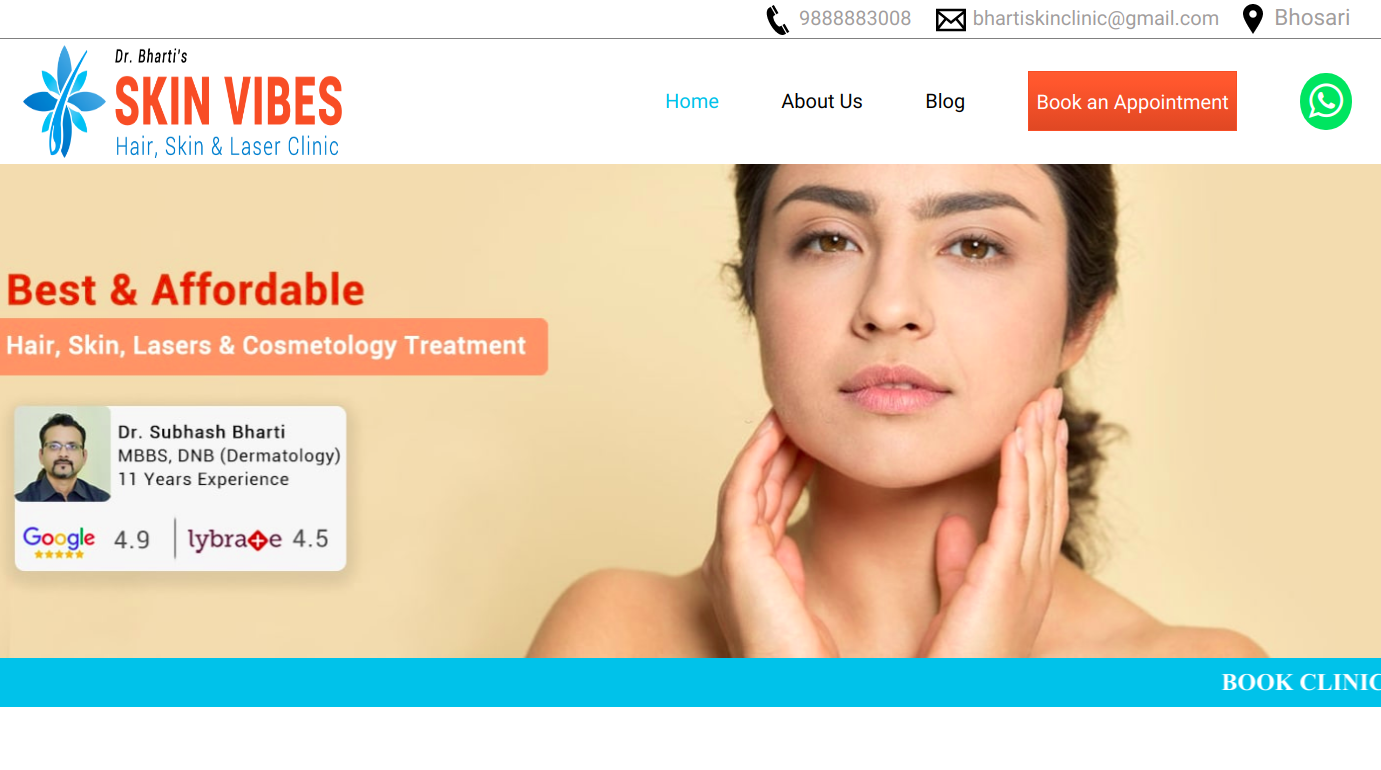 9888883008 bhartiskinclinic@gmail.com Bhosari
Dr. Bharti's
SKIN VIBES
Hair, Skin & Laser Clinic
Home About Us Blog Book an Appointment
Best & Affordable
Hair, Skin, Lasers & Cosmetology Treatment
Dr. Subhash Bharti
MBBS, DNB (Dermatology)
11 Years Experience
Google 4.9 lybrate 4.5
BOOK CLINIC